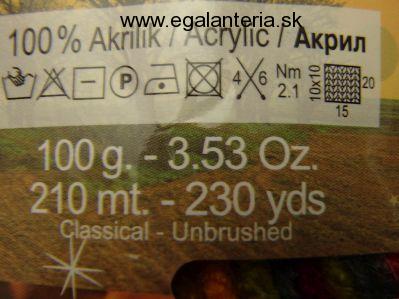 www.egalanteria.sk
100% Akrilik / Acrylic / Акрил
P 4 6 Nm 2.1 10x10 20 15
100 g. - 3.53 Oz.
210 mt. - 230 yds
Classical - Unbrushed